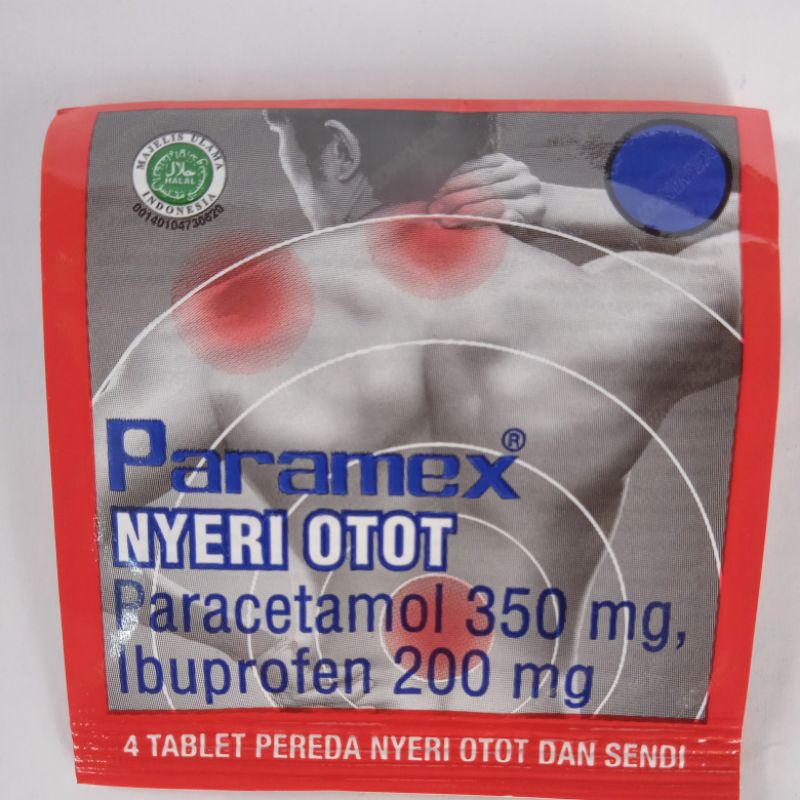 MAJELIS ULAMA
حلال
HALAL
INDONESIA
00140104730620
Paramex®
NYERI OTOT
Paracetamol 350 mg,
Ibuprofen 200 mg
4 TABLET PEREDA NYERI OTOT DAN SENDI